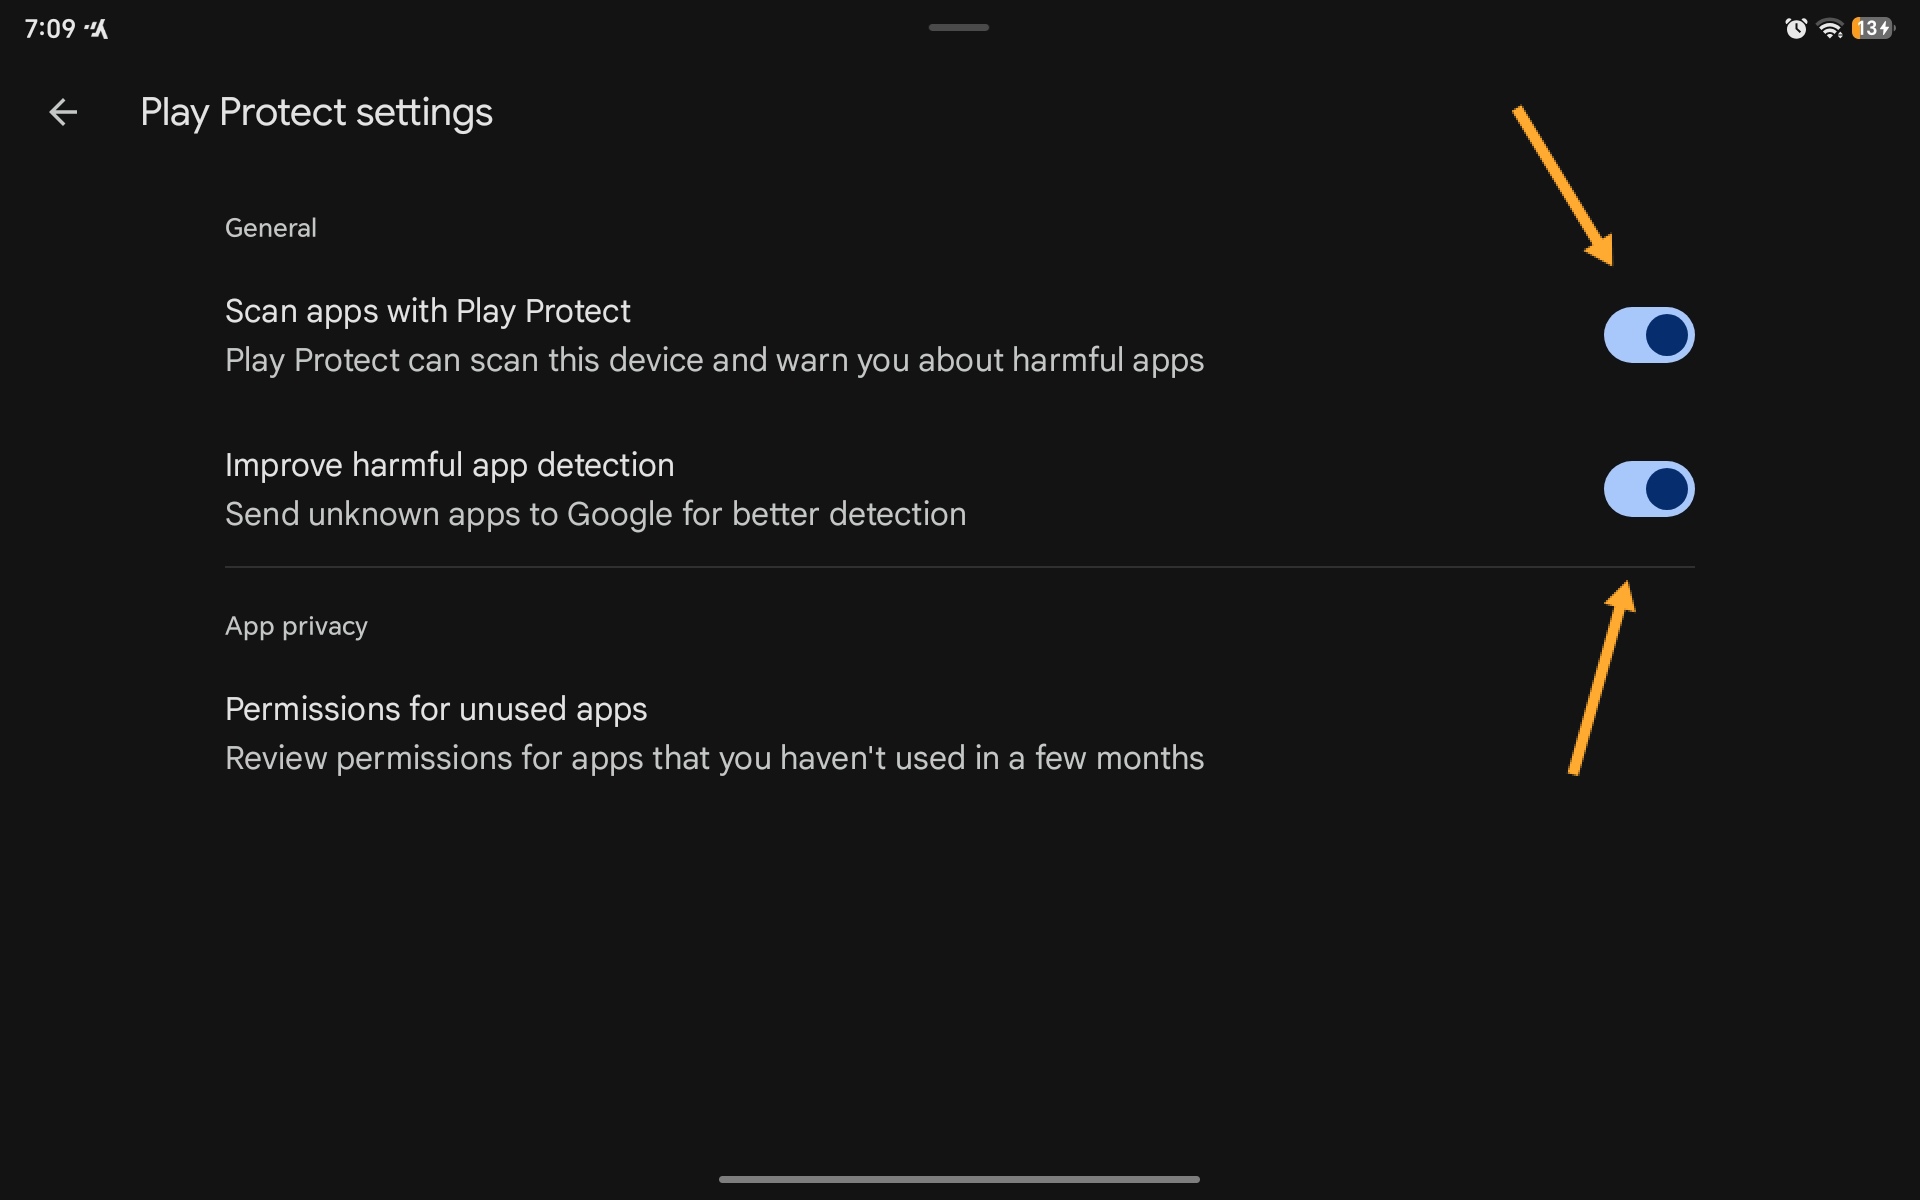 7:09
13
Play Protect settings
General
Scan apps with Play Protect
Play Protect can scan this device and warn you about harmful apps
Improve harmful app detection
Send unknown apps to Google for better detection
App privacy
Permissions for unused apps
Review permissions for apps that you haven't used in a few months